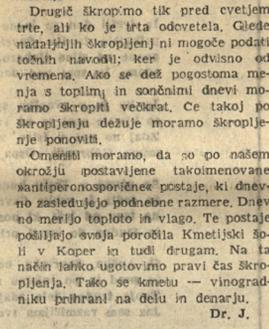 Drugič škropimo tik pred cvetjem
trte, ali ko je trta odcvetela. Glede
nadaljnjih škropljenj ni mogoče podati
točnih navodil; ker je odvisno od
vremena. Ako se dež pogostoma me-
nja s toplimi in sončnimi dnevi mo-
ramo škropiti večkrat. Če takoj po
škropljenju dežuje moramo škroplje-
nje ponoviti.
Omeniti moramo, da so po našem
okrožju postavljene takoimenovane
»antiperonosporične« postaje, ki dnev-
no zasledujejo podnebne razmere. Dnev
no merijo toploto in vlago. Te postaje
pošiljajo svoja poročila Kmetijski šo-
li v Koper in tudi drugam. Na ta
način lahko ugotovimo pravi čas škro-
pljenja. Tako se kmetu — vinograd-
niku prihrani na delu in denarju.
Dr. J.